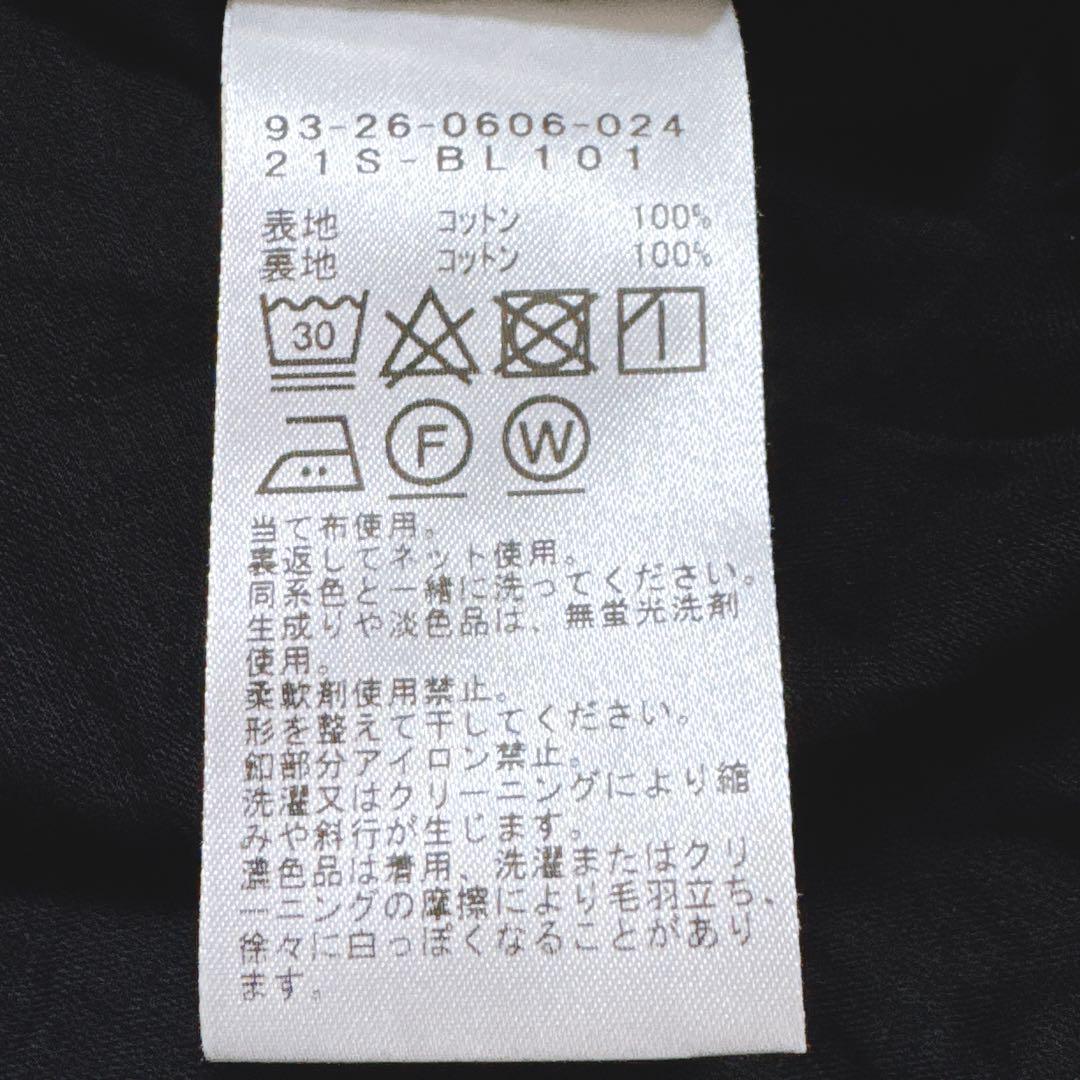 93-26-0606-024
21S-BL101
表地 コットン 100%
裏地 コットン 100%
30
F W
当て布使用。
裏返してネット使用。
同系色と一緒に洗ってください。
生成りや淡色品は、無蛍光洗剤
使用。
柔軟剤使用禁止。
形を整えて干してください。
釦部分アイロン禁止。
洗濯又はクリーニングにより縮
みや斜行が生じます。
濃色品は着用、洗濯またはクリ
ーニングの摩擦により毛羽立ち、
徐々に白っぽくなることがあり
ます。